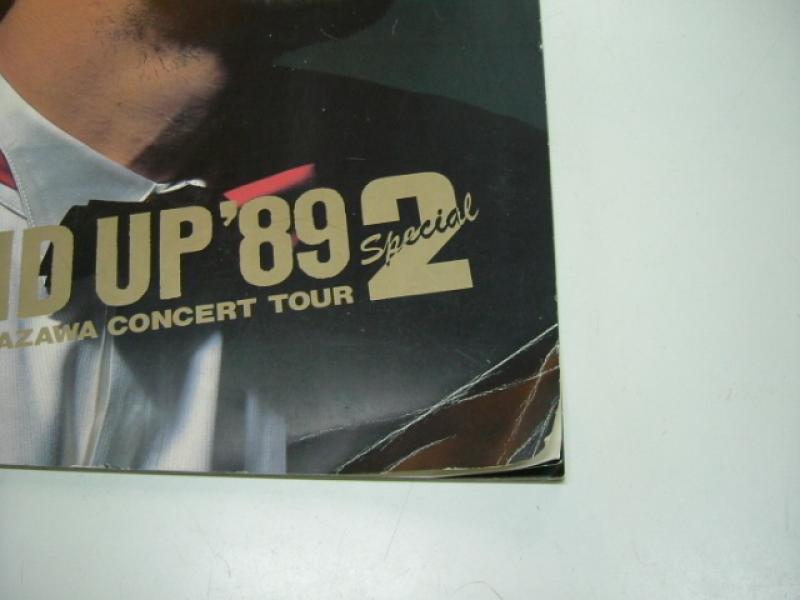 UP '89 2
Special
AZAWA CONCERT TOUR